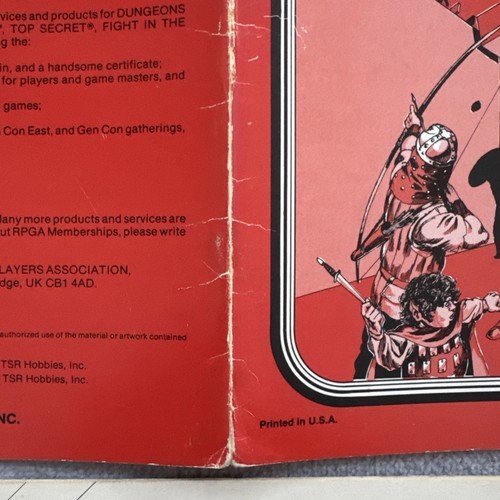 vices and products for DUNGEONS
TOP SECRET®, FIGHT IN THE
g the:
in, and a handsome certificate;
for players and game masters, and
games;
Con East, and Gen Con gatherings,
any more products and services are
ut RPGA Memberships, please write
LAYERS ASSOCIATION,
dge, UK CB1 4AD.
authorized use of the material or artwork contained
TSR Hobbies, Inc.
TSR Hobbies, Inc.
NC.
Printed in U.S.A.